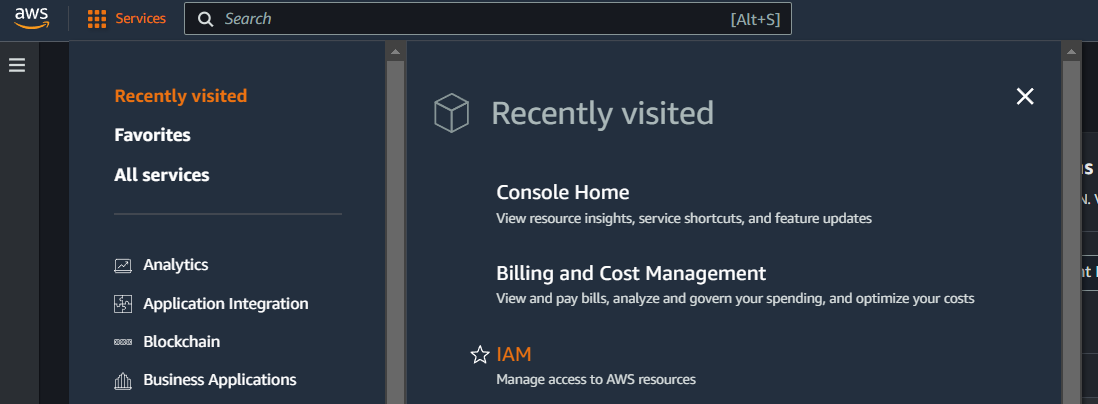 aws
Services
Search [Alt+S]
Recently visited
Favorites
All services
Analytics
Application Integration
Blockchain
Business Applications
Recently visited
Console Home
View resource insights, service shortcuts, and feature updates
Billing and Cost Management
View and pay bills, analyze and govern your spending, and optimize your costs
IAM
Manage access to AWS resources